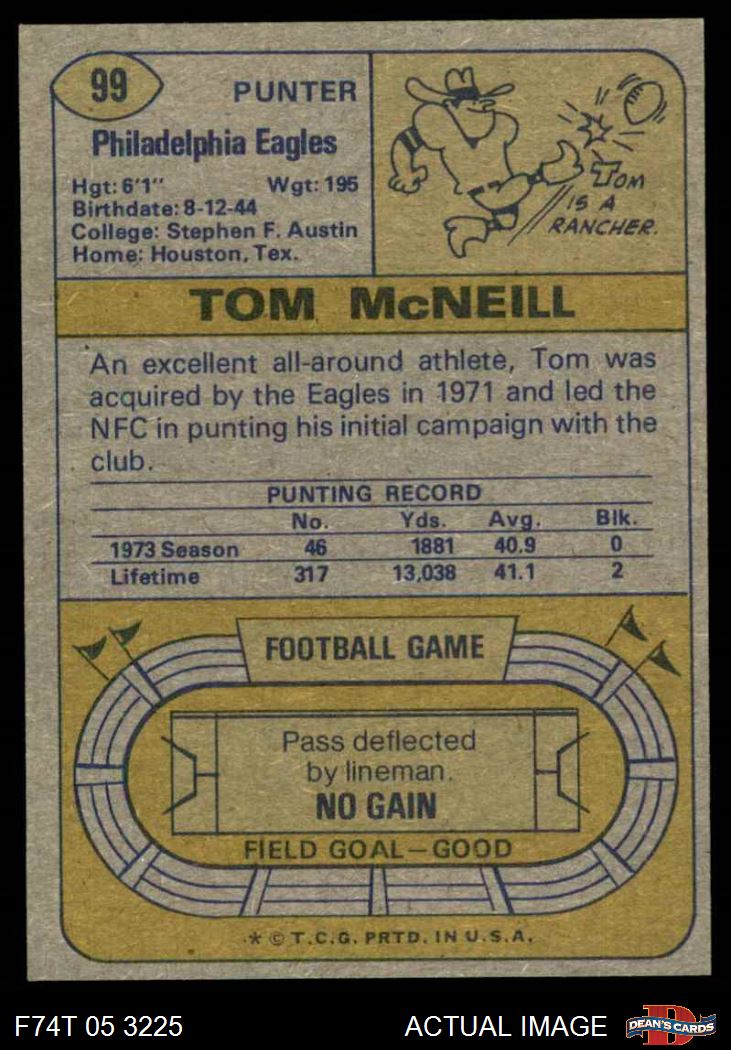 99
PUNTER
Philadelphia Eagles
Hgt: 6'1" Wgt: 195
Birthdate: 8-12-44
College: Stephen F. Austin
Home: Houston, Tex.
TOM
IS A
RANCHER.
TOM McNEILL
An excellent all-around athlete, Tom was
acquired by the Eagles in 1971 and led the
NFC in punting his initial campaign with the
club.
PUNTING RECORD
No. Yds. Avg. Blk.
1973 Season 46 1881 40.9 0
Lifetime 317 13,038 41.1 2
FOOTBALL GAME
Pass deflected
by lineman.
NO GAIN
FIELD GOAL—GOOD
* © T.C.G. PRTD. IN U.S.A.
F74T 05 3225 ACTUAL IMAGE
D
DEAN'S CARDS